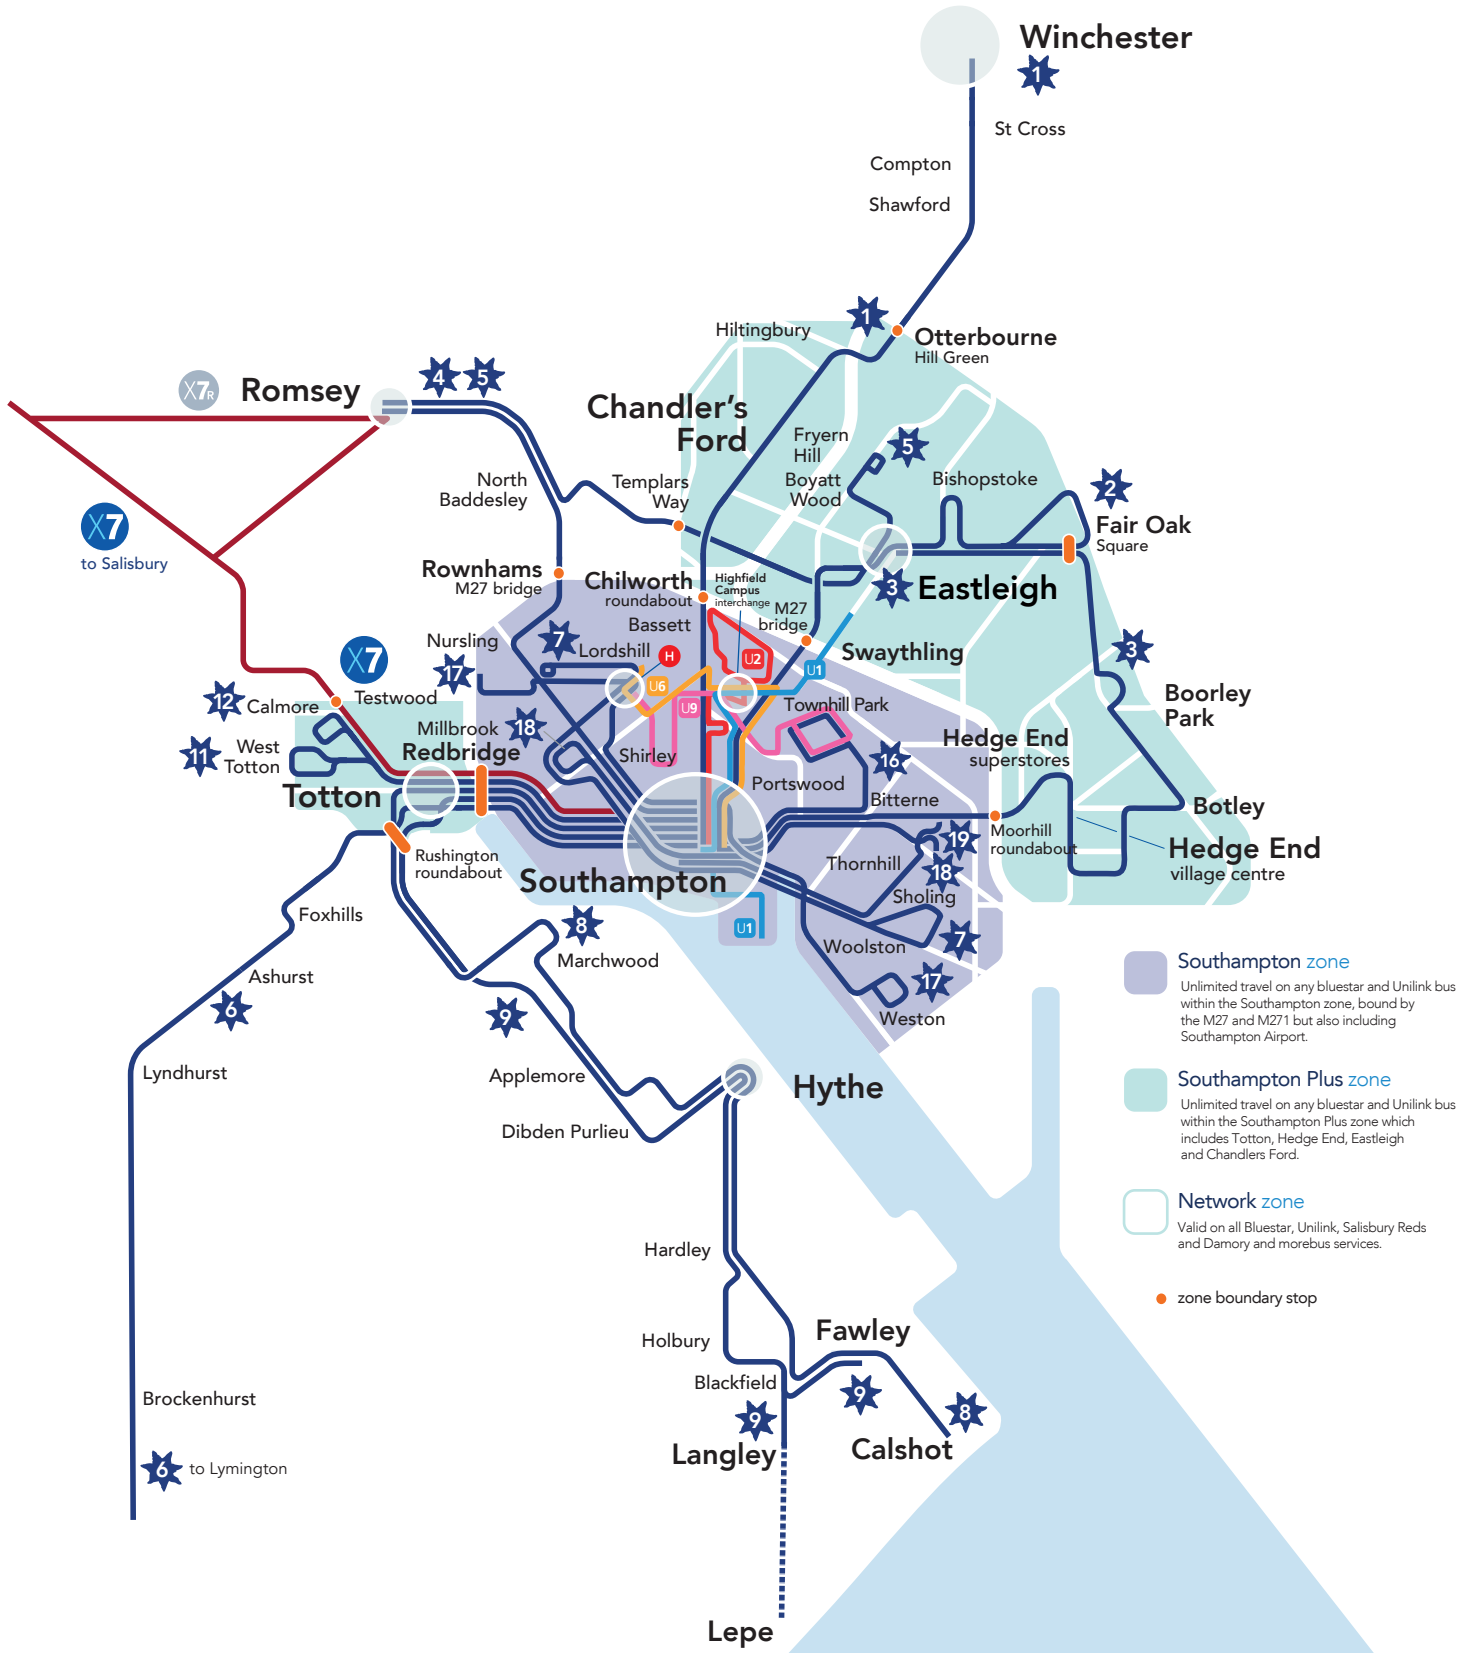 Winchester
1
St Cross
Compton
Shawford
1
Hiltingbury
Otterbourne
Hill Green
X7R
Romsey
4
5
Chandler's
Ford
Fryern
Hill
5
Boyatt
Wood
Bishopstoke
2
North
Baddesley
Templars
Way
Fair Oak
Square
X7
to Salisbury
Rownhams
M27 bridge
Chilworth
roundabout
Highfield
Campus
interchange
3
Eastleigh
M27
bridge
Bassett
Nursling
7
Lordshill
H
U2
U1
Swaythling
3
X7
17
U6
U9
Boorley
Park
12
Calmore
Testwood
Townhill Park
11
West
Totton
Millbrook
18
Redbridge
Shirley
Hedge End
superstores
16
Portswood
Totton
Bitterne
Botley
Moorhill
roundabout
19
Rushington
roundabout
Thornhill
18
Hedge End
village centre
Southampton
Sholing
Foxhills
8
U1
7
Woolston
Marchwood
Ashurst
6
17
Weston
9
Southampton zone
Unlimited travel on any bluestar and Unilink bus
within the Southampton zone, bound by
the M27 and M271 but also including
Southampton Airport.
Lyndhurst
Applemore
Hythe
Southampton Plus zone
Unlimited travel on any bluestar and Unilink bus
within the Southampton Plus zone which
includes Totton, Hedge End, Eastleigh
and Chandlers Ford.
Dibden Purlieu
Network zone
Valid on all Bluestar, Unilink, Salisbury Reds
and Damory and morebus services.
Hardley
zone boundary stop
Holbury
Fawley
Blackfield
9
Brockenhurst
9
8
Langley
Calshot
6
to Lymington
Lepe